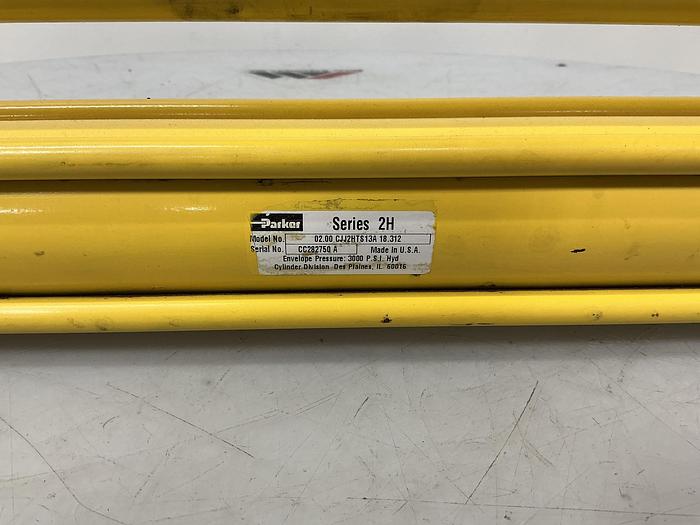 Parker Series 2H
Model No. 02.00 CJJ2HTS13A 18.312
Serial No. CC282750 A Made in U.S.A.
Envelope Pressure: 3000 P.S.I. Hyd
Cylinder Division Des Plaines, IL 60016